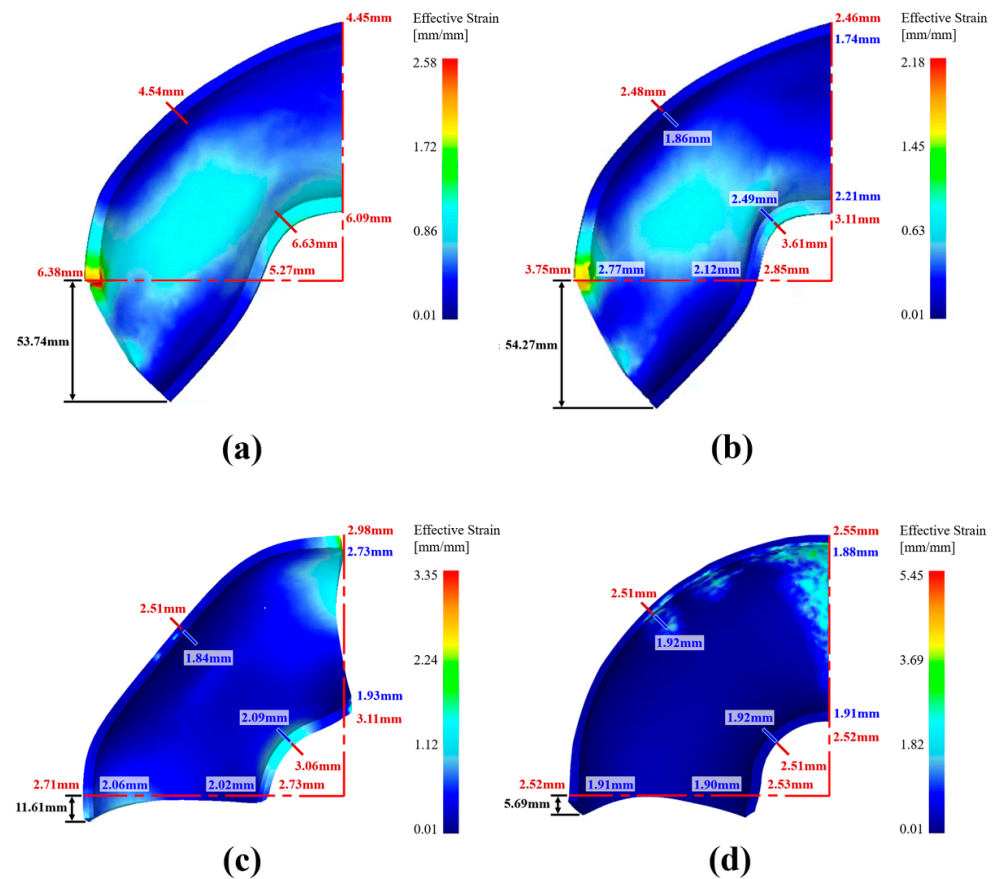 4.45mm
Effective Strain
[mm/mm]
2.58
1.72
0.86
0.01
4.54mm
6.09mm
6.63mm
6.38mm
5.27mm
53.74mm
(a)
2.46mm
1.74mm
Effective Strain
[mm/mm]
2.18
1.45
0.63
0.01
2.48mm
1.86mm
2.49mm
2.21mm
3.11mm
3.61mm
3.75mm
2.77mm
2.12mm
2.85mm
54.27mm
(b)
2.98mm
2.73mm
Effective Strain
[mm/mm]
3.35
2.24
1.12
0.01
2.51mm
1.84mm
1.93mm
3.11mm
2.09mm
3.06mm
2.71mm
2.06mm
2.02mm
2.73mm
11.61mm
(c)
2.55mm
1.88mm
Effective Strain
[mm/mm]
5.45
3.69
1.82
0.01
2.51mm
1.92mm
1.92mm
1.91mm
2.52mm
2.51mm
2.52mm
1.91mm
1.90mm
2.53mm
5.69mm
(d)